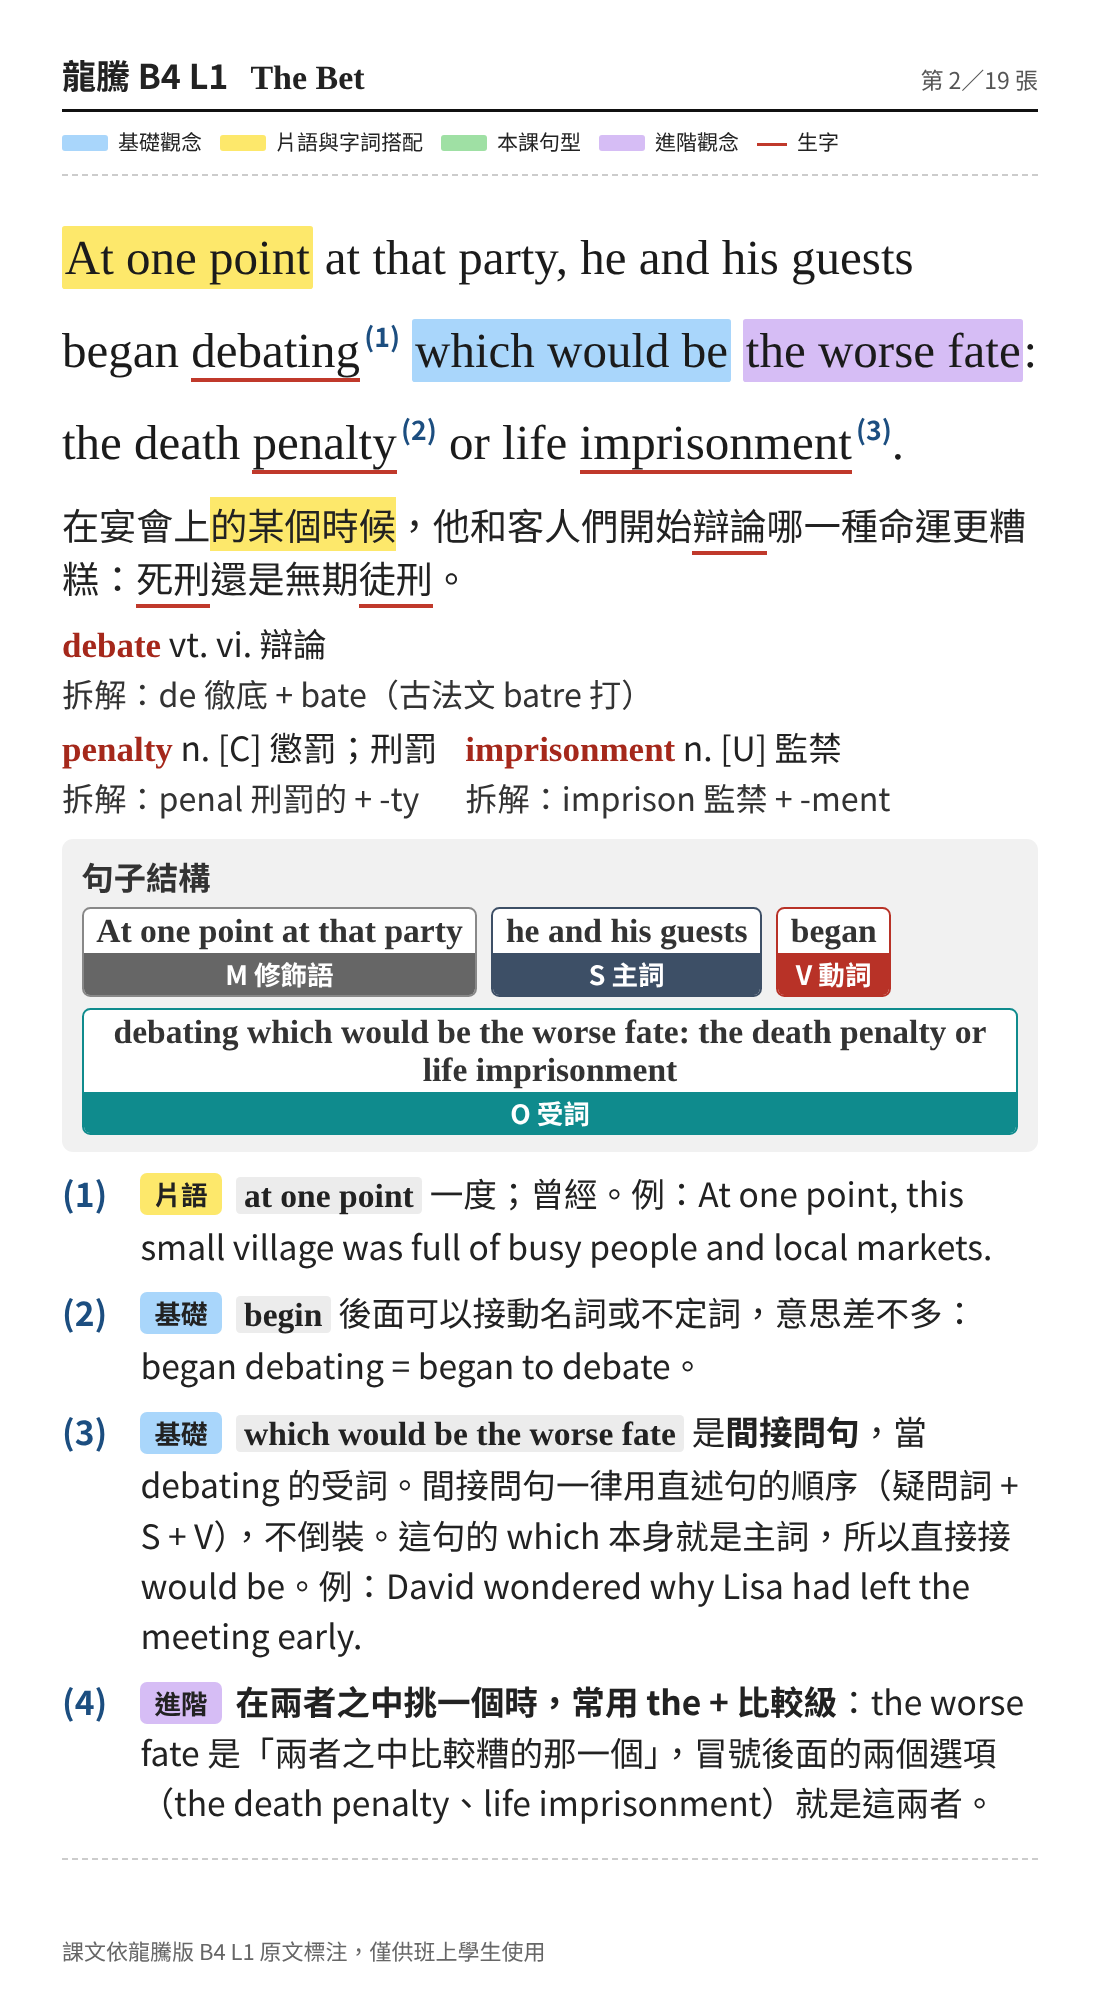 龍騰 B4 L1 The Bet
第 2／19 張
基礎觀念 片語與字詞搭配 本課句型 進階觀念 生字
At one point at that party, he and his guests
began debating(1) which would be the worse fate:
the death penalty(2) or life imprisonment(3).
在宴會上的某個時候，他和客人們開始辯論哪一種命運更糟
糕：死刑還是無期徒刑。
debate vt. vi. 辯論
拆解：de 徹底 + bate（古法文 batre 打）
penalty n. [C] 懲罰；刑罰 imprisonment n. [U] 監禁
拆解：penal 刑罰的 + -ty 拆解：imprison 監禁 + -ment
句子結構
At one point at that party he and his guests began
M 修飾語 S 主詞 V 動詞
debating which would be the worse fate: the death penalty or
life imprisonment
O 受詞
(1) 片語 at one point 一度；曾經。例：At one point, this
small village was full of busy people and local markets.
(2) 基礎 begin 後面可以接動名詞或不定詞，意思差不多：
began debating = began to debate。
(3) 基礎 which would be the worse fate 是間接問句，當
debating 的受詞。間接問句一律用直述句的順序（疑問詞 +
S + V），不倒裝。這句的 which 本身就是主詞，所以直接接
would be。例：David wondered why Lisa had left the
meeting early.
(4) 進階 在兩者之中挑一個時，常用 the + 比較級：the worse
fate 是「兩者之中比較糟的那一個」，冒號後面的兩個選項
（the death penalty、life imprisonment）就是這兩者。
課文依龍騰版 B4 L1 原文標注，僅供班上學生使用